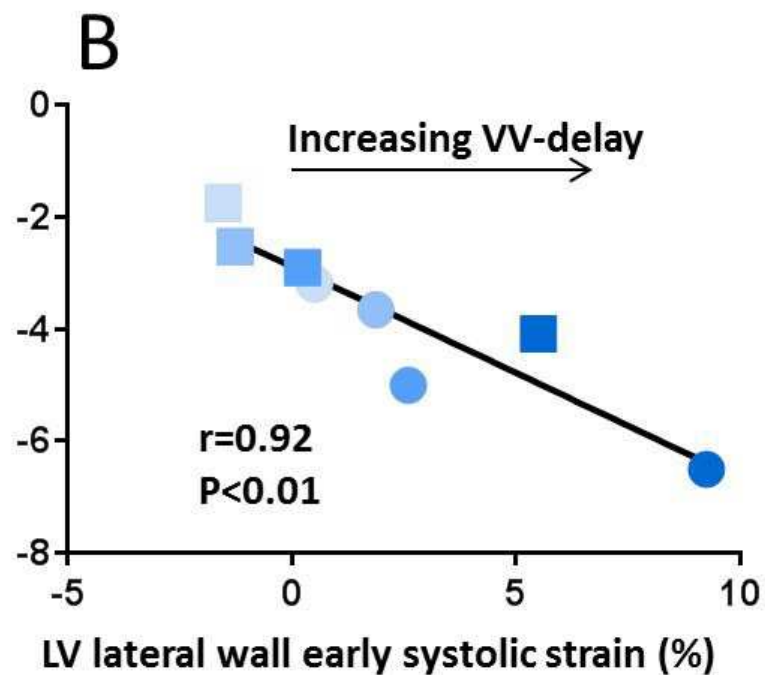 B
0
Increasing VV-delay
-2
-4
-6
r=0.92
P<0.01
-8
-5 0 5 10
LV lateral wall early systolic strain (%)